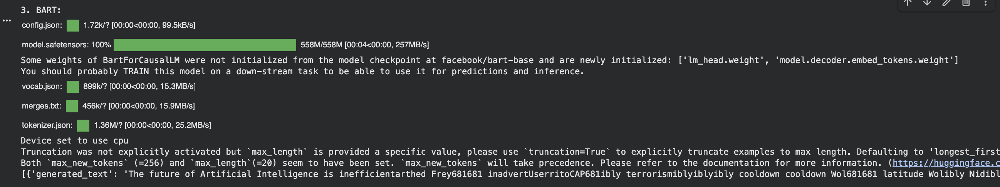 3. BART:
config.json: 1.72k/? [00:00<00:00, 99.5kB/s]
model.safetensors: 100% 558M/558M [00:04<00:00, 257MB/s]
Some weights of BartForCausalLM were not initialized from the model checkpoint at facebook/bart-base and are newly initialized: ['lm_head.weight', 'model.decoder.embed_tokens.weight']
You should probably TRAIN this model on a down-stream task to be able to use it for predictions and inference.
vocab.json: 899k/? [00:00<00:00, 15.3MB/s]
merges.txt: 456k/? [00:00<00:00, 15.9MB/s]
tokenizer.json: 1.36M/? [00:00<00:00, 25.2MB/s]
Device set to use cpu
Truncation was not explicitly activated but `max_length` is provided a specific value, please use `truncation=True` to explicitly truncate examples to max length. Defaulting to 'longest_first
Both `max_new_tokens` (=256) and `max_length`(=20) seem to have been set. `max_new_tokens` will take precedence. Please refer to the documentation for more information. (https://huggingface.c
[{'generated_text': 'The future of Artificial Intelligence is inefficientarthed Frey681681 inadvertUserritoCAP681ibly terrorismiblyiblyibly cooldown cooldown Wol681681 latitude Wolibly Nidibl